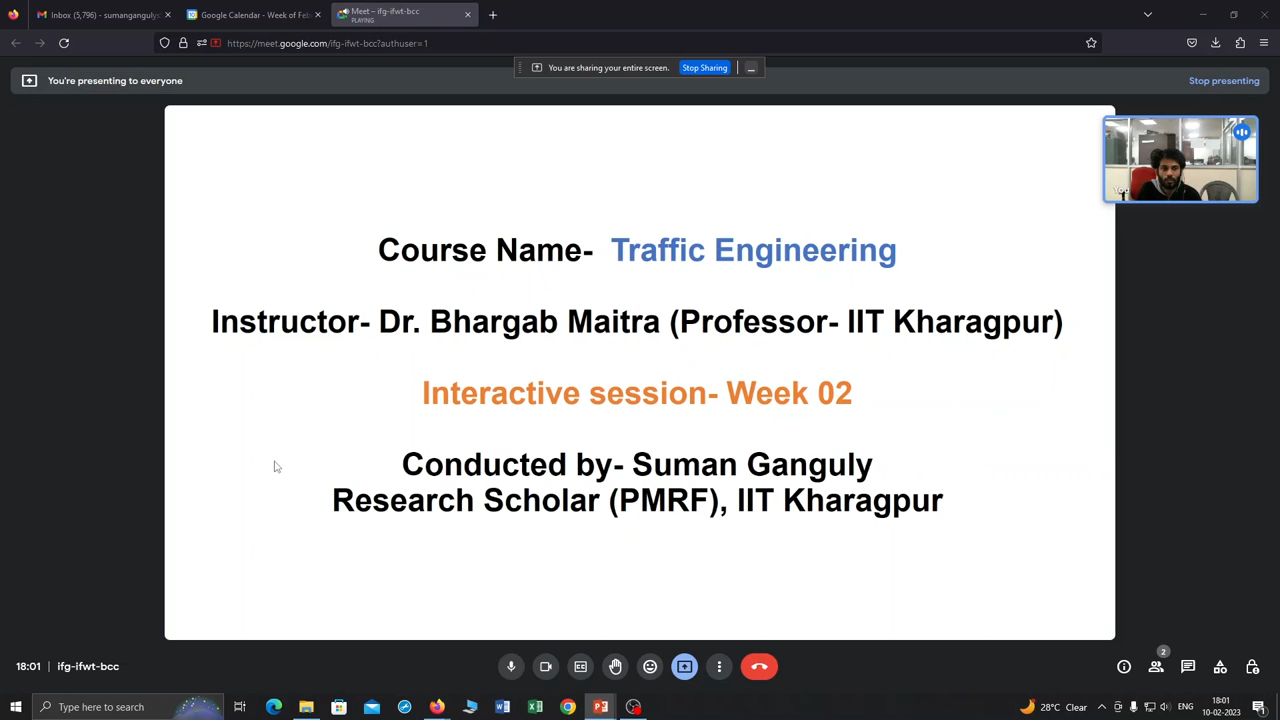 Inbox (5,796) - sumangangulys
Google Calendar - Week of Feb
Meet – ifg-ifwt-bcc
PLAYING
https://meet.google.com/ifg-ifwt-bcc?authuser=1
You are sharing your entire screen.
Stop Sharing
You're presenting to everyone
Stop presenting
You
Course Name- Traffic Engineering
Instructor- Dr. Bhargab Maitra (Professor- IIT Kharagpur)
Interactive session- Week 02
Conducted by- Suman Ganguly
Research Scholar (PMRF), IIT Kharagpur
18:01 | ifg-ifwt-bcc
2
Type here to search
28°C Clear
ENG
18:01
10-02-2023